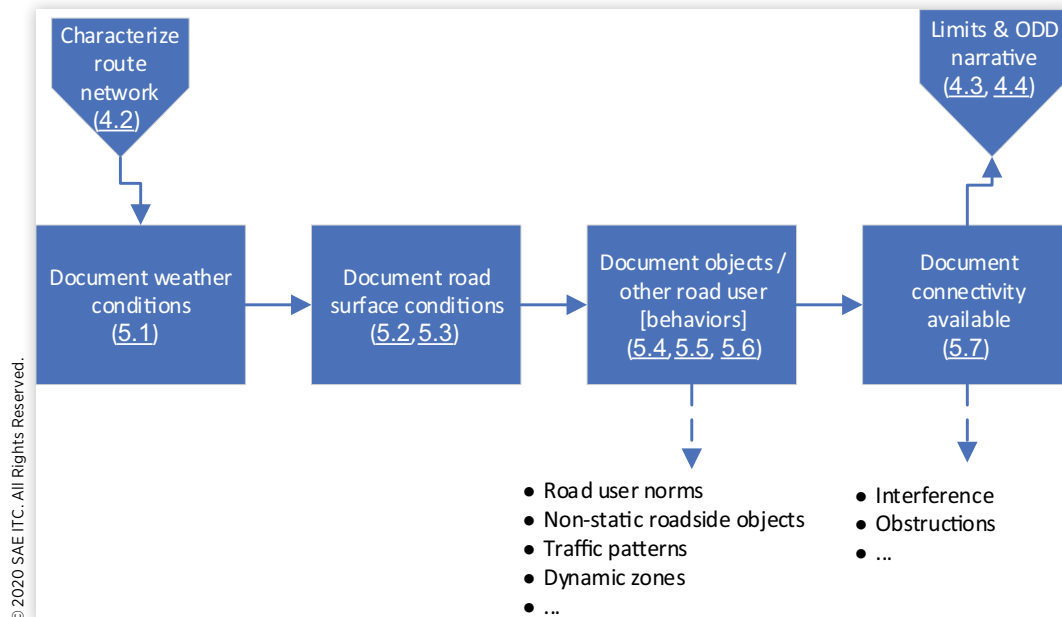 Characterize
route
network
(4.2)
Limits & ODD
narrative
(4.3, 4.4)
Document weather
conditions
(5.1)
Document road
surface conditions
(5.2, 5.3)
Document objects /
other road user
[behaviors]
(5.4, 5.5, 5.6)
Document
connectivity
available
(5.7)
● Road user norms
● Non-static roadside objects
● Traffic patterns
● Dynamic zones
● ...
● Interference
● Obstructions
● ...
© 2020 SAE ITC. All Rights Reserved.